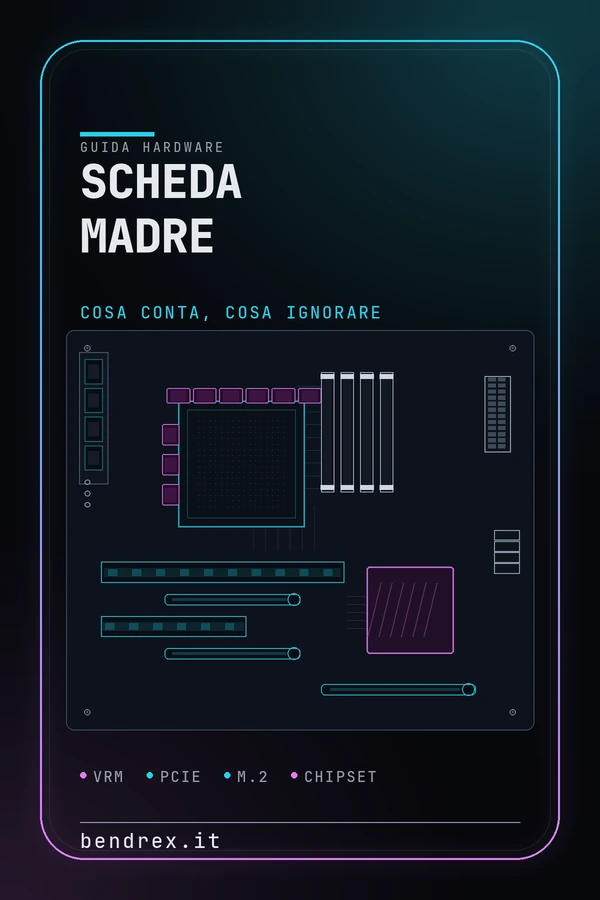 GUIDA HARDWARE
SCHEDA
MADRE
COSA CONTA, COSA IGNORARE
VRM PCIE M.2 CHIPSET
bendrex.it